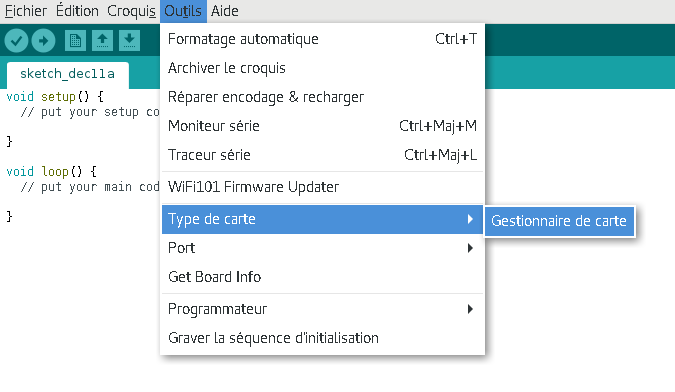 Fichier Édition Croquis Outils Aide
sketch_dec11a
Formatage automatique Ctrl+T
Archiver le croquis
Réparer encodage & recharger
Moniteur série Ctrl+Maj+M
Traceur série Ctrl+Maj+L
WiFi101 Firmware Updater
Type de carte
Gestionnaire de carte
Port
Get Board Info
Programmateur
Graver la séquence d'initialisation
void setup() {
// put your setup co
}
void loop() {
// put your main cod
}